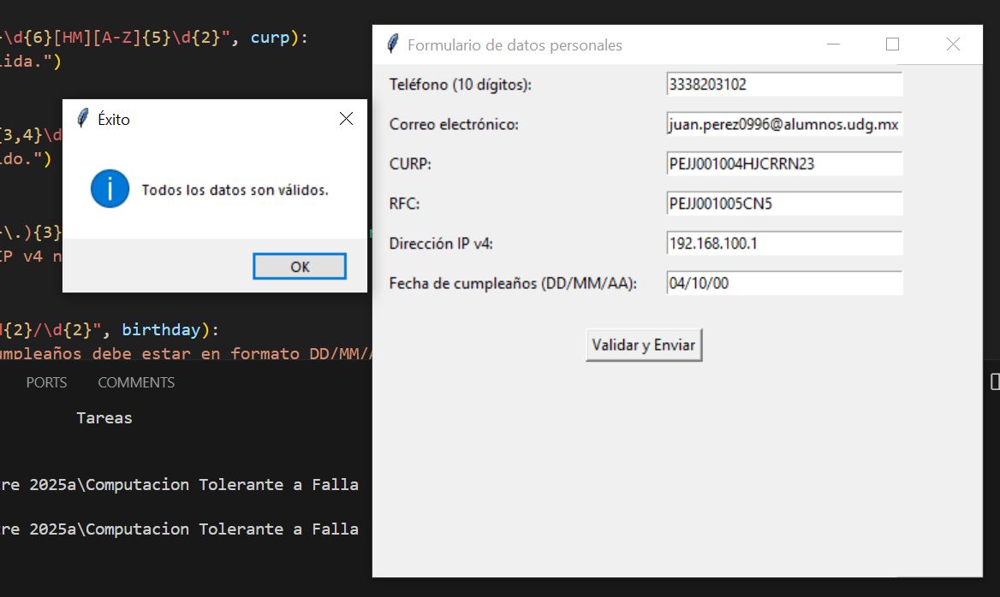 \d{6}[HM][A-Z]{5}\d{2}", curp):
ida.")
{3,4}\d
do.")
\.){3}
IP v4 n
{2}/\d{2}", birthday):
umpleaños debe estar en formato DD/MM/A
PORTS COMMENTS
Tareas
re 2025a\Computacion Tolerante a Falla
re 2025a\Computacion Tolerante a Falla
Éxito
Todos los datos son válidos.
OK
Formulario de datos personales
Teléfono (10 dígitos): 3338203102
Correo electrónico: juan.perez0996@alumnos.udg.mx
CURP: PEJJ001004HJCRRN23
RFC: PEJJ001005CN5
Dirección IP v4: 192.168.100.1
Fecha de cumpleaños (DD/MM/AA): 04/10/00
Validar y Enviar